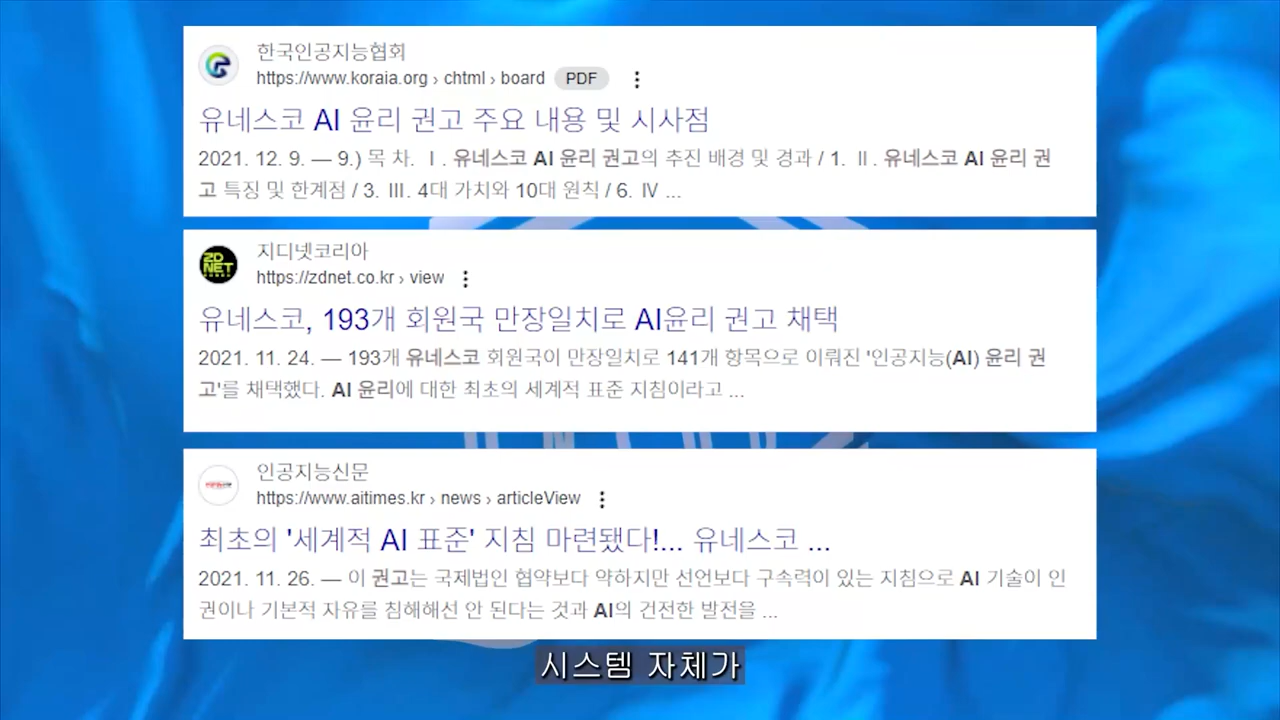 한국인공지능협회
https://www.koraia.org › chtml › board PDF
유네스코 AI 윤리 권고 주요 내용 및 시사점
2021. 12. 9. — 9.) 목 차. Ⅰ. 유네스코 AI 윤리 권고의 추진 배경 및 경과 / 1. Ⅱ. 유네스코 AI 윤리 권
고 특징 및 한계점 / 3. Ⅲ. 4대 가치와 10대 원칙 / 6. Ⅳ ...
ZD
NET
지디넷코리아
https://zdnet.co.kr › view
유네스코, 193개 회원국 만장일치로 AI윤리 권고 채택
2021. 11. 24. — 193개 유네스코 회원국이 만장일치로 141개 항목으로 이뤄진 '인공지능(AI) 윤리 권
고'를 채택했다. AI 윤리에 대한 최초의 세계적 표준 지침이라고 ...
인공지능신문
https://www.aitimes.kr › news › articleView
최초의 '세계적 AI 표준' 지침 마련됐다!... 유네스코 ...
2021. 11. 26. — 이 권고는 국제법인 협약보다 약하지만 선언보다 구속력이 있는 지침으로 AI 기술이 인
권이나 기본적 자유를 침해해선 안 된다는 것과 AI의 건전한 발전을 ...
시스템 자체가